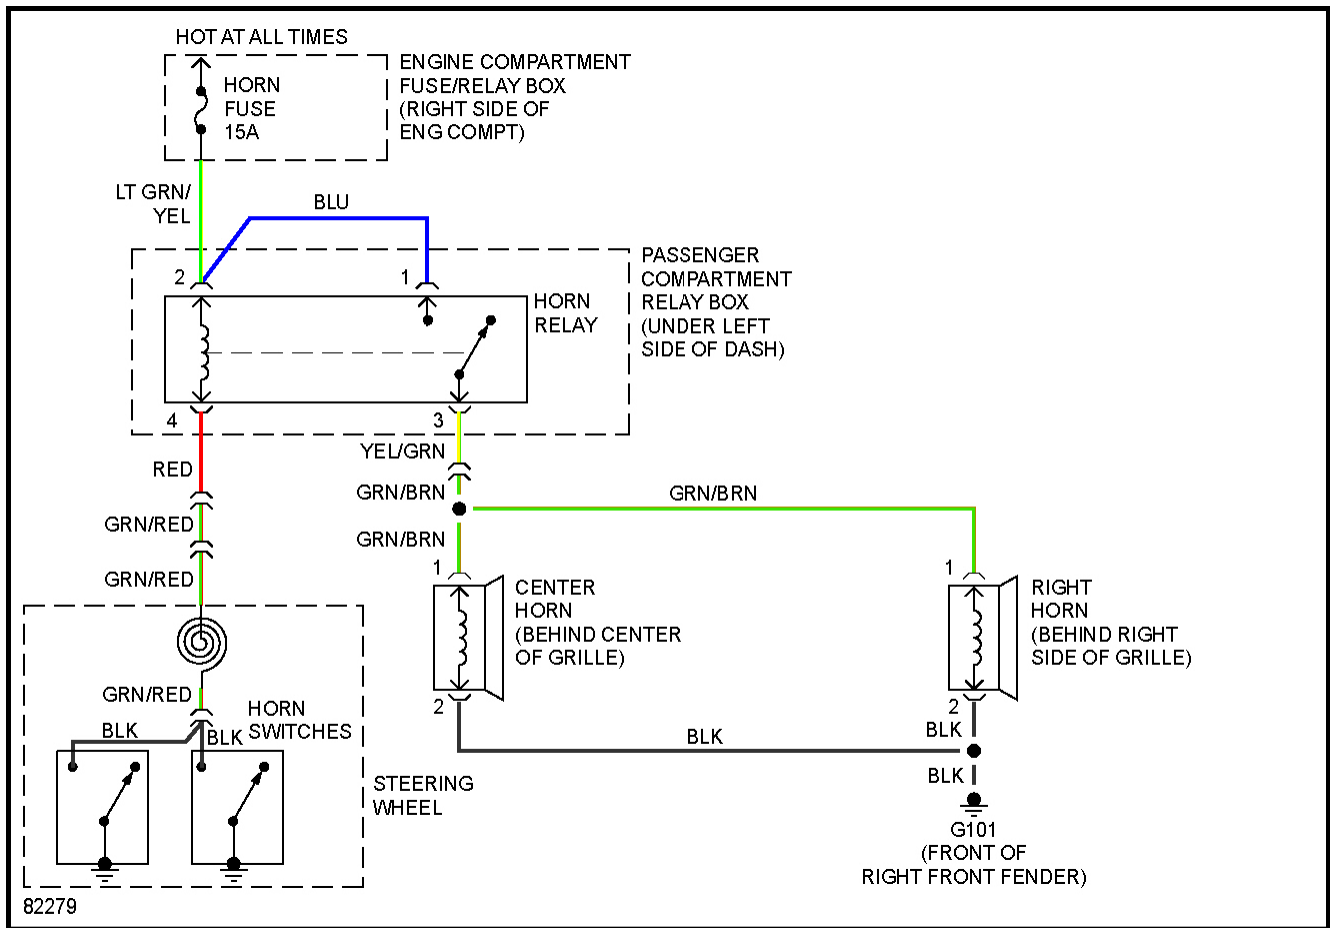 HOT AT ALL TIMES
HORN
FUSE
15A
ENGINE COMPARTMENT
FUSE/RELAY BOX
(RIGHT SIDE OF
ENG COMPT)
LT GRN/
YEL
BLU
2
1
HORN
RELAY
PASSENGER
COMPARTMENT
RELAY BOX
(UNDER LEFT
SIDE OF DASH)
4
3
RED
YEL/GRN
GRN/BRN
GRN/BRN
GRN/RED
GRN/BRN
GRN/RED
1
CENTER
HORN
(BEHIND CENTER
OF GRILLE)
2
1
RIGHT
HORN
(BEHIND RIGHT
SIDE OF GRILLE)
2
GRN/RED
HORN
SWITCHES
BLK
BLK
BLK
BLK
BLK
STEERING
WHEEL
G101
(FRONT OF
RIGHT FRONT FENDER)
82279